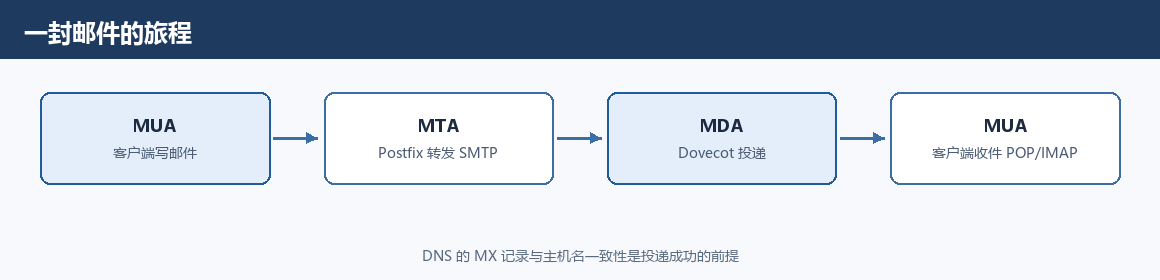 一封邮件的旅程
MUA
客户端写邮件
MTA
Postfix 转发 SMTP
MDA
Dovecot 投递
MUA
客户端收件 POP/IMAP
DNS 的 MX 记录与主机名一致性是投递成功的前提